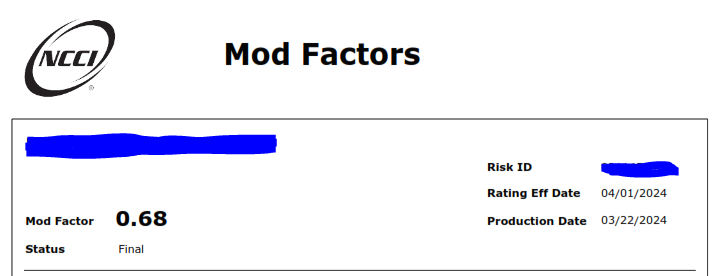 NCCI
®
Mod Factors
Risk ID
Rating Eff Date 04/01/2024
Mod Factor 0.68
Production Date 03/22/2024
Status Final